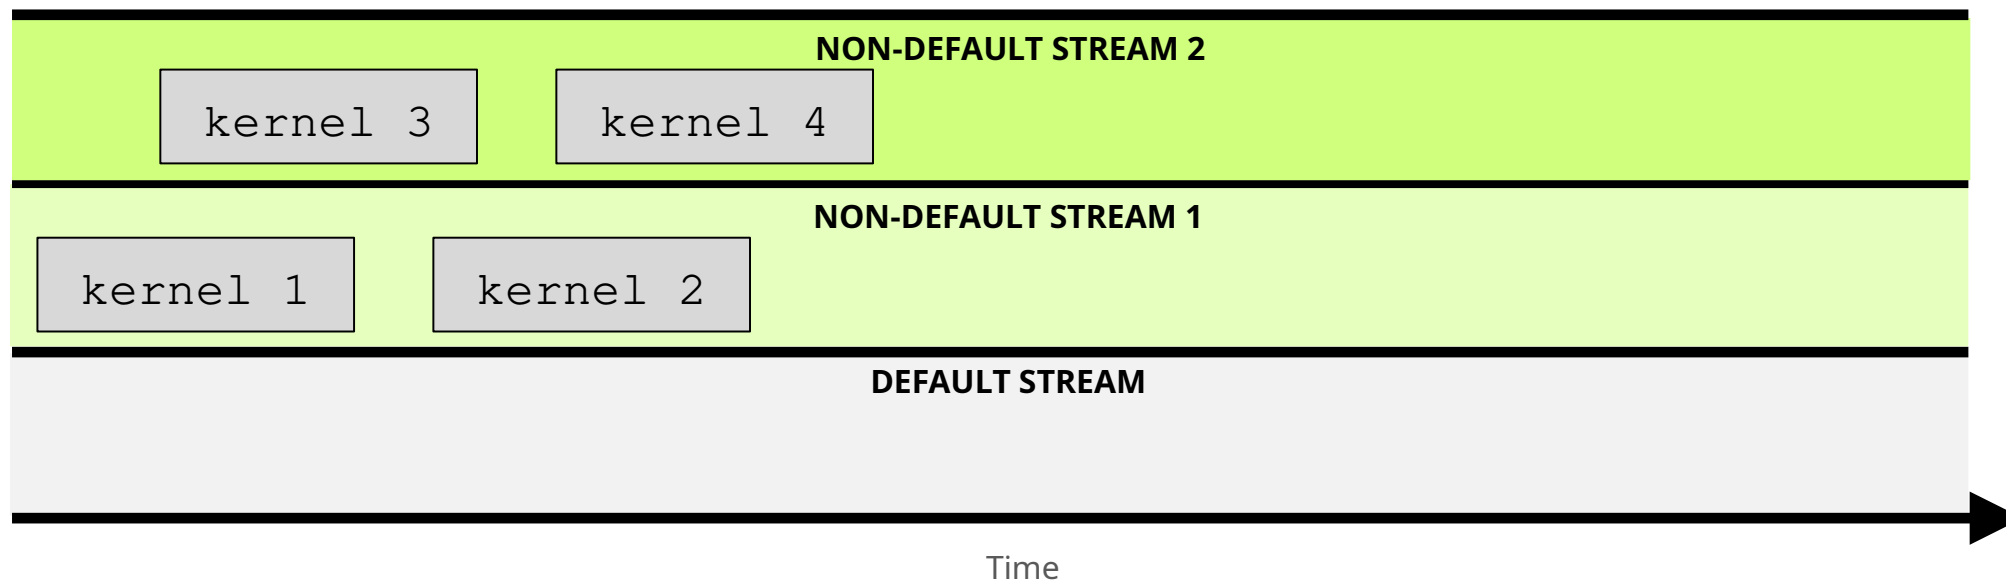 NON-DEFAULT STREAM 2
kernel 3
kernel 4
NON-DEFAULT STREAM 1
kernel 1
kernel 2
DEFAULT STREAM
Time